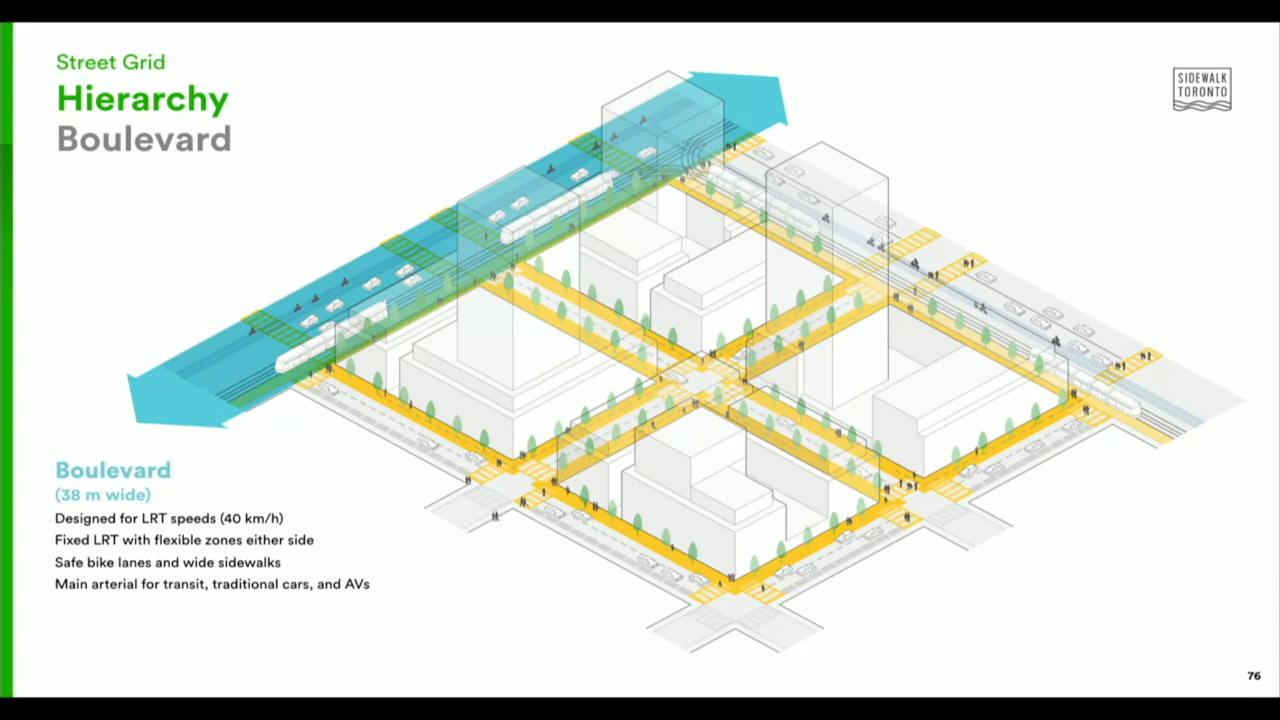 Street Grid
Hierarchy
Boulevard
SIDEWALK
TORONTO
Boulevard
(38 m wide)
Designed for LRT speeds (40 km/h)
Fixed LRT with flexible zones either side
Safe bike lanes and wide sidewalks
Main arterial for transit, traditional cars, and AVs
76